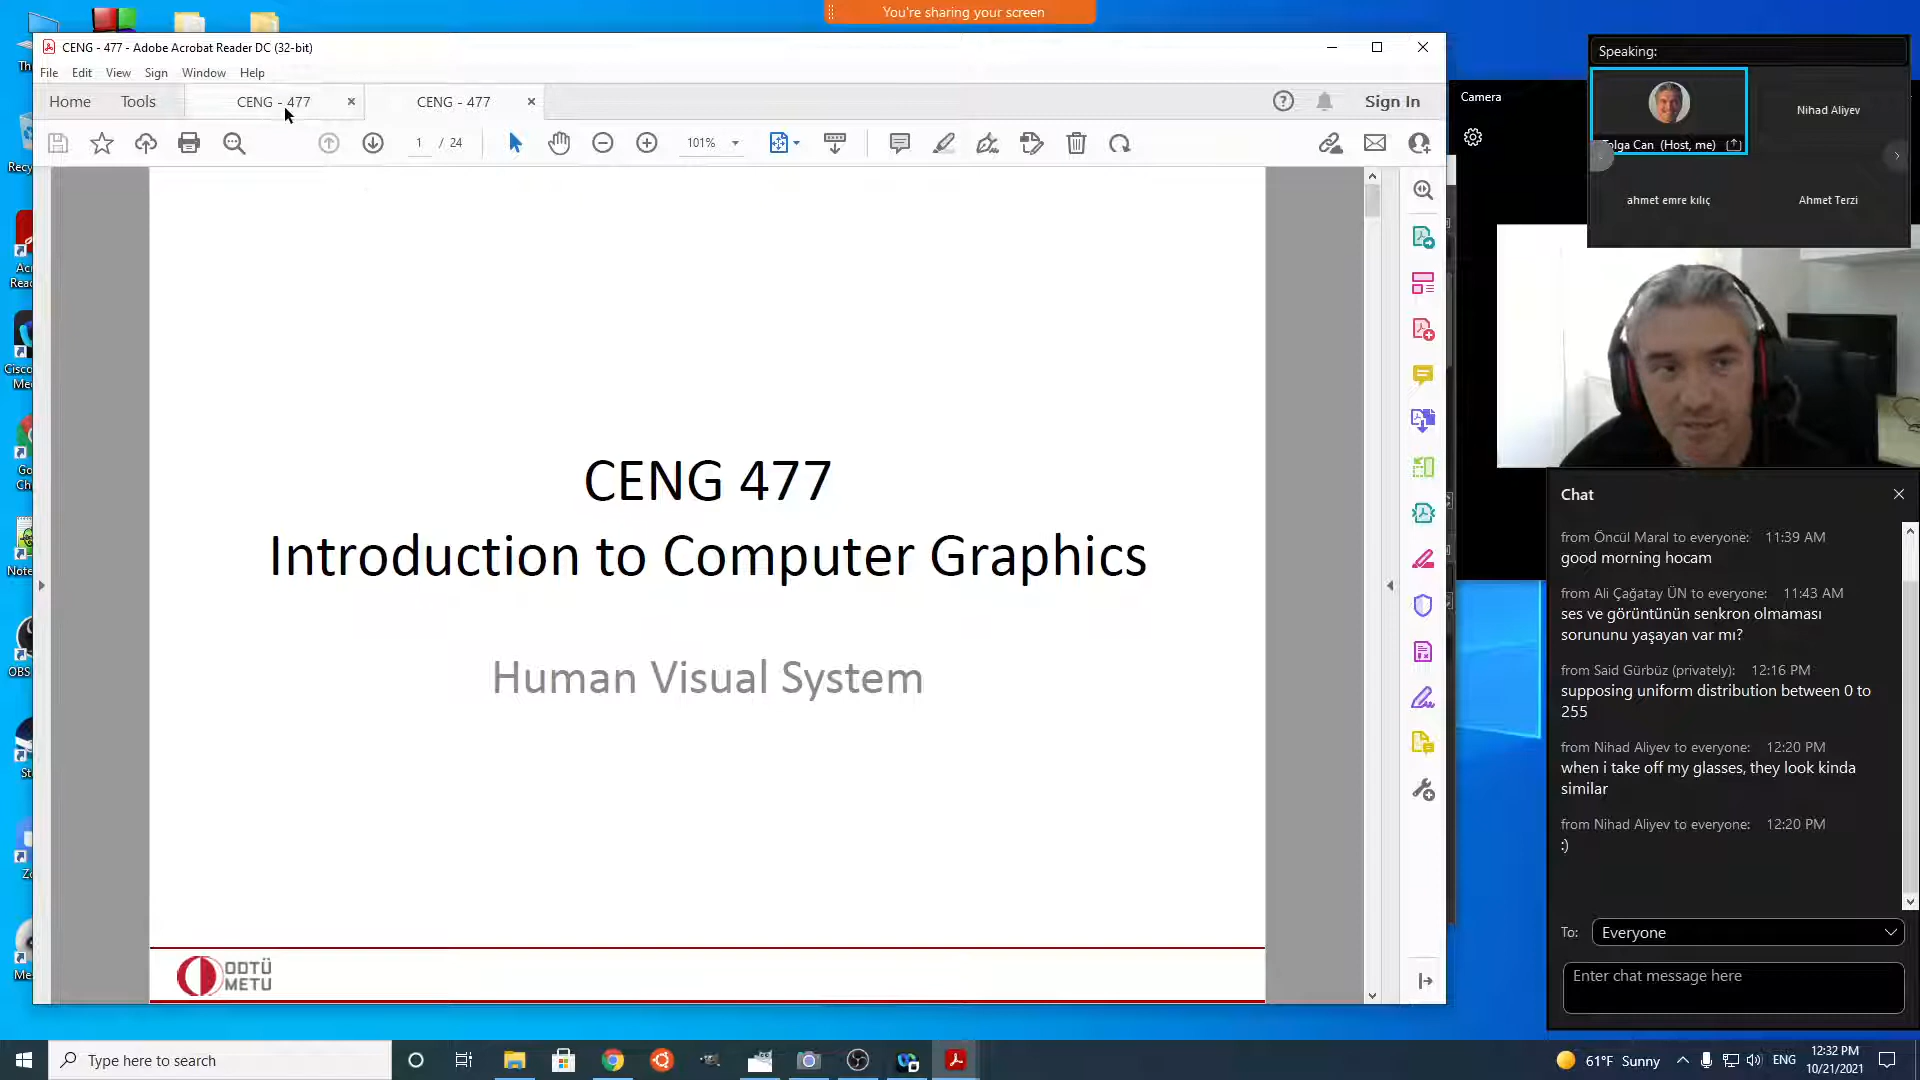 You're sharing your screen
CENG - 477 - Adobe Acrobat Reader DC (32-bit)
File Edit View Sign Window Help
Home Tools CENG - 477 CENG - 477 Sign In
1 / 24 101%
CENG 477
Introduction to Computer Graphics
Human Visual System
ODTÜ
METU
Camera
Speaking:
Tolga Can (Host, me)
Nihad Aliyev
ahmet emre kılıç
Ahmet Terzi
Chat
from Öncül Maral to everyone: 11:39 AM
good morning hocam
from Ali Çağatay ÜN to everyone: 11:43 AM
ses ve görüntünün senkron olmaması
sorununu yaşayan var mı?
from Said Gürbüz (privately): 12:16 PM
supposing uniform distribution between 0 to
255
from Nihad Aliyev to everyone: 12:20 PM
when i take off my glasses, they look kinda
similar
from Nihad Aliyev to everyone: 12:20 PM
:)
To: Everyone
Enter chat message here
Type here to search
61°F Sunny
ENG
12:32 PM
10/21/2021